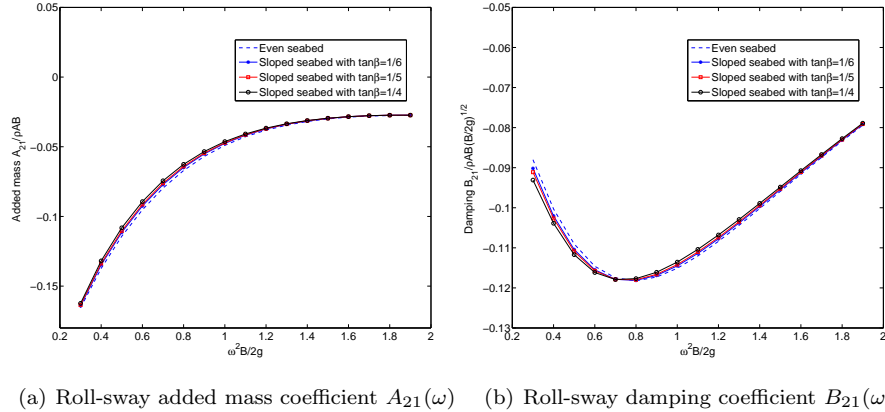 0.05
0
−0.05
−0.1
−0.15
Added mass A21/ρAB
Even seabed
Sloped seabed with tanβ=1/6
Sloped seabed with tanβ=1/5
Sloped seabed with tanβ=1/4
0.2 0.4 0.6 0.8 1 1.2 1.4 1.6 1.8 2
ω²B/2g
(a) Roll-sway added mass coefficient A21(ω)
−0.05
−0.06
−0.07
−0.08
−0.09
−0.1
−0.11
−0.12
−0.13
Damping B21/ρAB(B/2g)^1/2
Even seabed
Sloped seabed with tanβ=1/6
Sloped seabed with tanβ=1/5
Sloped seabed with tanβ=1/4
0.2 0.4 0.6 0.8 1 1.2 1.4 1.6 1.8 2
ω²B/2g
(b) Roll-sway damping coefficient B21(ω